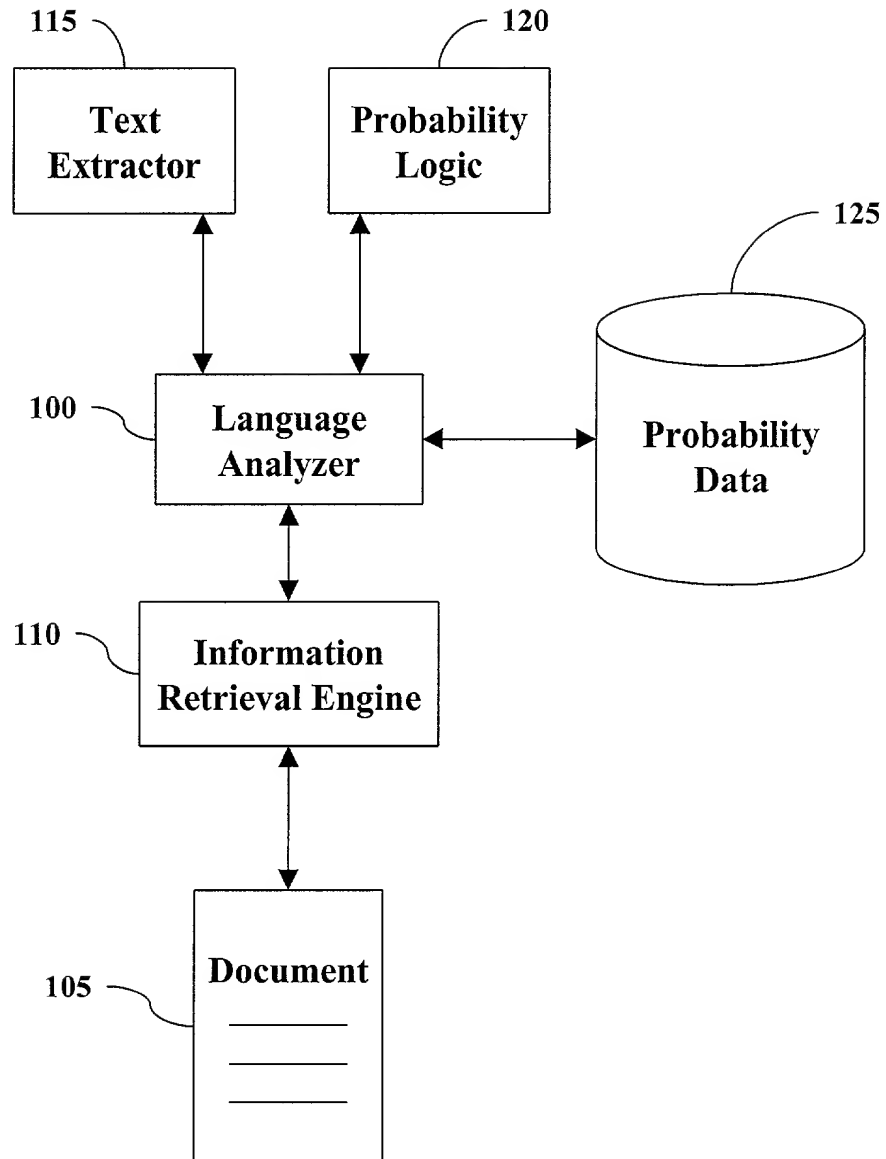 115
120
Text
Extractor
Probability
Logic
125
100
Language
Analyzer
Probability
Data
110
Information
Retrieval Engine
105
Document